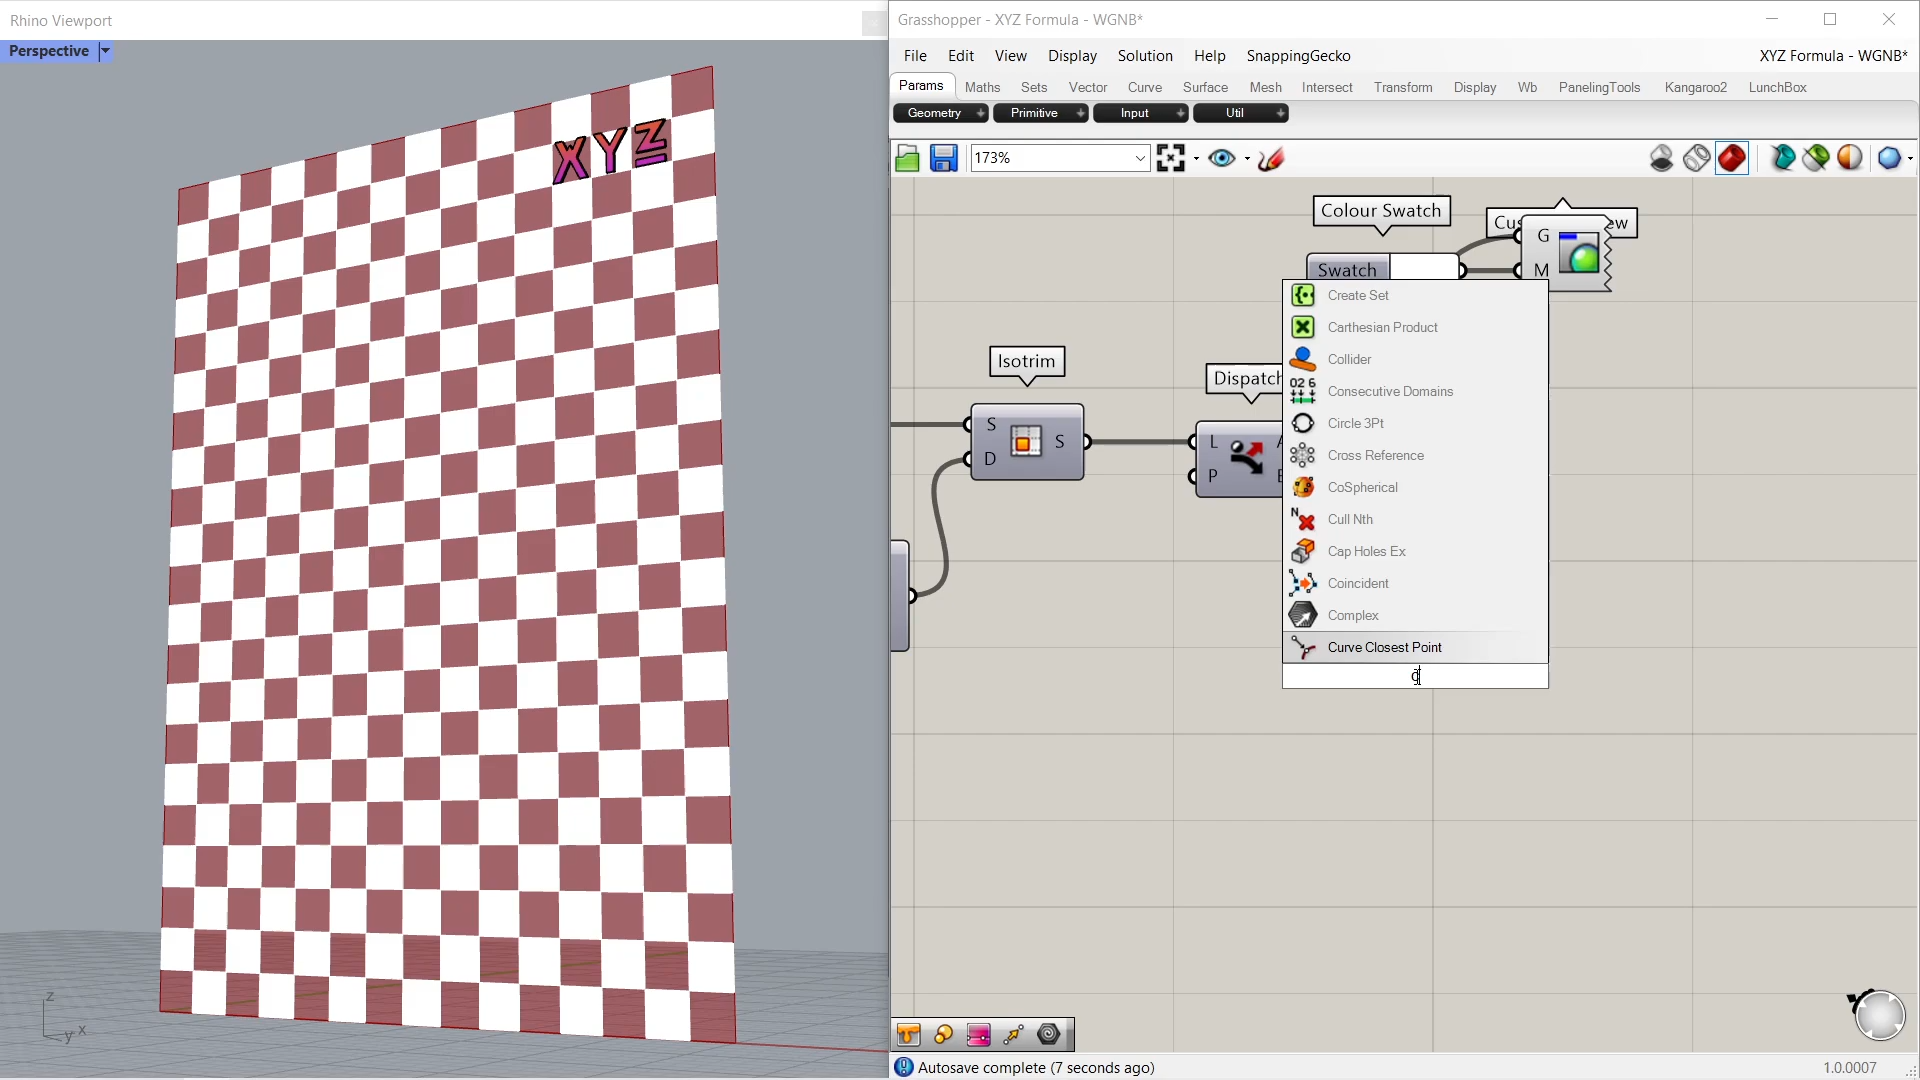 Rhino Viewport
Perspective
XYZ
z
y x
Grasshopper - XYZ Formula - WGNB*
File Edit View Display Solution Help SnappingGecko XYZ Formula - WGNB*
Params Maths Sets Vector Curve Surface Mesh Intersect Transform Display Wb PanelingTools Kangaroo2 LunchBox
Geometry Primitive Input Util
173%
Colour Swatch
Swatch
G
M
Isotrim
S
D
S
Dispatch
L
P
Create Set
Carthesian Product
Collider
Consecutive Domains
Circle 3Pt
Cross Reference
CoSpherical
Cull Nth
Cap Holes Ex
Coincident
Complex
Curve Closest Point
Autosave complete (7 seconds ago)
1.0.0007